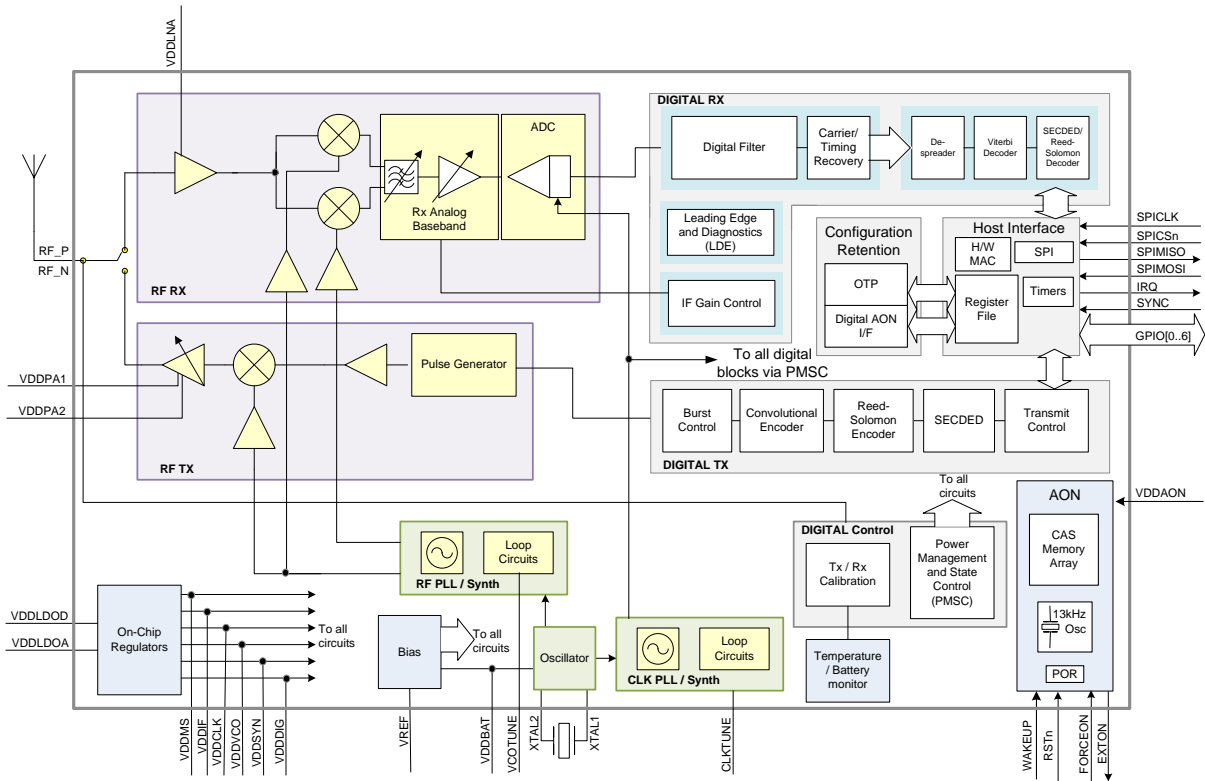 VDDLNA
RF_P
RF_N
VDDPA1
VDDPA2
VDDLDOD
VDDLDOA
ADC
Rx Analog
Baseband
RF RX
Pulse Generator
RF TX
DIGITAL RX
Digital Filter
Carrier/
Timing
Recovery
De-
spreader
Viterbi
Decoder
SECDED/
Reed-
Solomon
Decoder
Leading Edge
and Diagnostics
(LDE)
IF Gain Control
Configuration
Retention
OTP
Digital AON
I/F
Host Interface
H/W
MAC
SPI
Register
File
Timers
SPICLK
SPICSn
SPIMISO
SPIMOSI
IRQ
SYNC
GPIO[0..6]
To all digital
blocks via PMSC
Burst
Control
Convolutional
Encoder
Reed-
Solomon
Encoder
SECDED
Transmit
Control
DIGITAL TX
To all
circuits
DIGITAL Control
Tx / Rx
Calibration
Power
Management
and State
Control
(PMSC)
Temperature
/ Battery
monitor
AON
VDDAON
CAS
Memory
Array
13kHz
Osc
POR
Loop
Circuits
RF PLL / Synth
On-Chip
Regulators
To all
circuits
Bias
To all
circuits
Oscillator
Loop
Circuits
CLK PLL / Synth
VDDMS
VDDIF
VDDCLK
VDDVCO
VDDSYN
VDDDIG
VREF
VDDBAT
VCOTUNE
XTAL2
XTAL1
CLKTUNE
WAKEUP
RSTn
FORCEON
EXTON